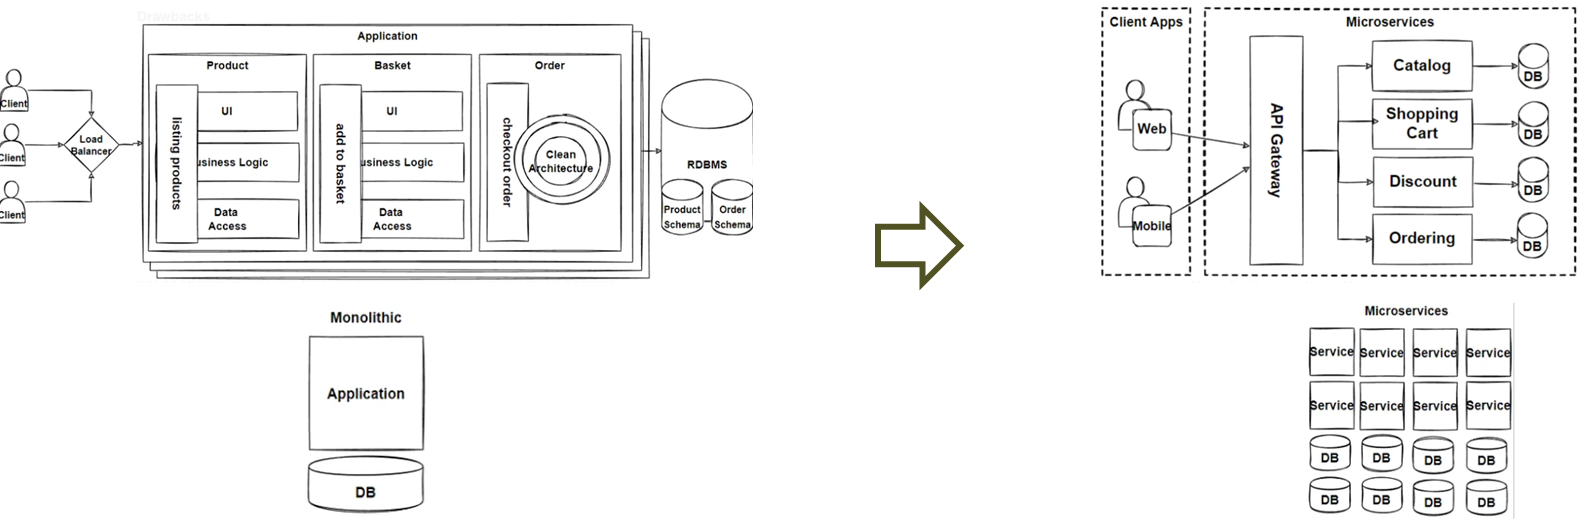 Drawbacks
Application
Product
Basket
Order
Client
Client
Client
Load
Balancer
listing products
UI
usiness Logic
Data
Access
add to basket
UI
usiness Logic
Data
Access
checkout order
Clean
Architecture
RDBMS
Product
Schema
Order
Schema
Monolithic
Application
DB
Client Apps
Web
Mobile
Microservices
API Gateway
Catalog
DB
Shopping
Cart
DB
Discount
DB
Ordering
DB
Microservices
Service Service Service Service
Service Service Service Service
DB DB DB DB
DB DB DB DB